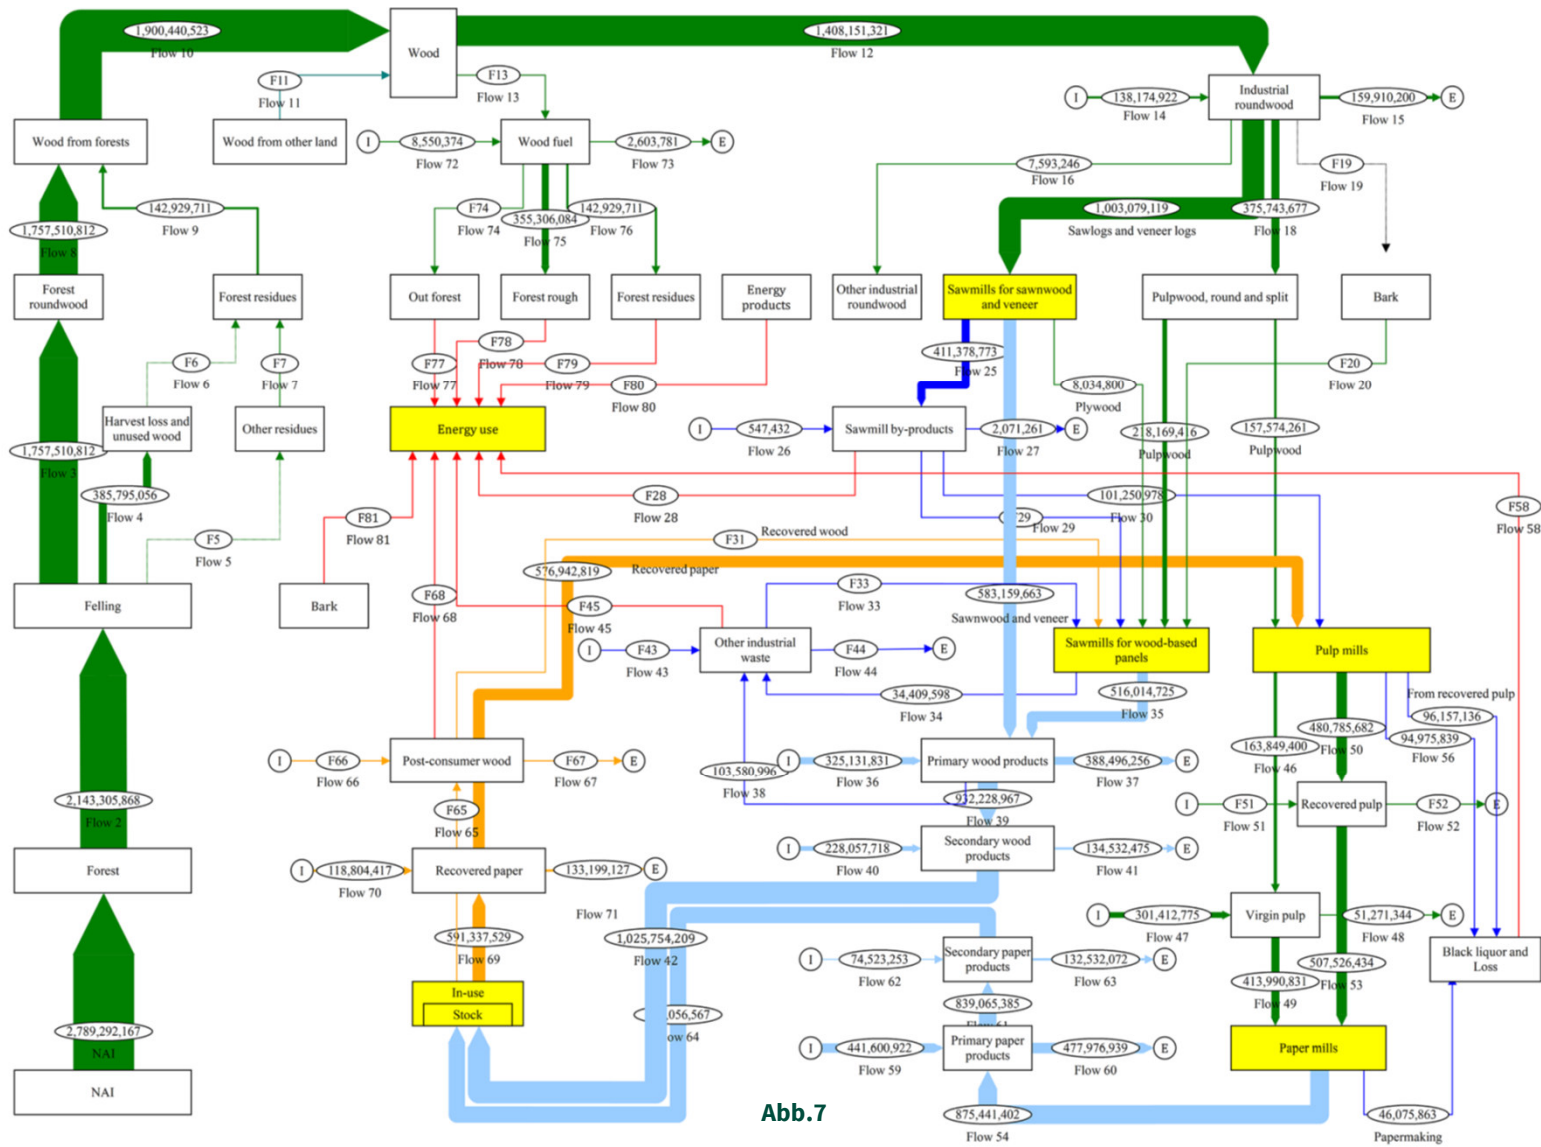 1,900,440,523
Flow 10
Wood
1,408,151,321
Flow 12
F11
Flow 11
F13
Flow 13
I
138,174,922
Flow 14
Industrial
roundwood
159,910,200
Flow 15
E
Wood from forests
Wood from other land
I
8,550,374
Flow 72
Wood fuel
2,603,781
Flow 73
E
7,593,246
Flow 16
F19
Flow 19
142,929,711
Flow 9
1,757,510,812
Flow 8
F74
Flow 74
355,306,084
Flow 75
142,929,711
Flow 76
1,003,079,119
Sawlogs and veneer logs
375,743,677
Flow 18
Forest
roundwood
Forest residues
Out forest
Forest rough
Forest residues
Energy
products
Other industrial
roundwood
Sawmills for sawnwood
and veneer
Pulpwood, round and split
Bark
F6
Flow 6
F7
Flow 7
F77
Flow 77
F78
Flow 78
F79
Flow 79
F80
Flow 80
411,378,773
Flow 25
8,034,800
Plywood
F20
Flow 20
Harvest loss and
unused wood
Other residues
Energy use
I
547,432
Flow 26
Sawmill by-products
2,071,261
Flow 27
E
218,169,416
Pulpwood
157,574,261
Pulpwood
1,757,510,812
Flow 3
385,795,056
Flow 4
F5
Flow 5
F81
Flow 81
F28
Flow 28
101,250,978
Flow 30
F29
Flow 29
F58
Flow 58
F31
Recovered wood
576,942,819
Recovered paper
Felling
Bark
F68
Flow 68
F45
Flow 45
F33
Flow 33
583,159,663
Sawnwood and veneer
I
F43
Flow 43
Other industrial
waste
F44
Flow 44
E
Sawmills for wood-based
panels
Pulp mills
34,409,598
Flow 34
516,014,725
Flow 35
From recovered pulp
96,157,136
480,785,682
Flow 50
94,975,839
Flow 56
163,849,400
Flow 46
I
F66
Flow 66
Post-consumer wood
F67
Flow 67
E
103,580,996
Flow 38
I
325,131,831
Flow 36
Primary wood products
388,496,256
Flow 37
E
2,143,305,868
Flow 2
F65
Flow 65
932,228,967
Flow 39
I
F51
Flow 51
Recovered pulp
F52
Flow 52
E
Forest
I
118,804,417
Flow 70
Recovered paper
133,199,127
E
I
228,057,718
Flow 40
Secondary wood
products
134,532,475
Flow 41
E
Flow 71
I
301,412,775
Flow 47
Virgin pulp
51,271,344
Flow 48
E
591,337,529
Flow 69
1,025,754,209
Flow 42
I
74,523,253
Flow 62
Secondary paper
products
132,532,072
Flow 63
E
507,526,434
Flow 53
413,990,831
Flow 49
Black liquor and
Loss
In-use
Stock
839,065,385
2,789,292,167
NAI
I
441,600,922
Flow 59
Primary paper
products
477,976,939
Flow 60
E
Paper mills
NAI
Abb.7
875,441,402
Flow 54
46,075,863
Papermaking